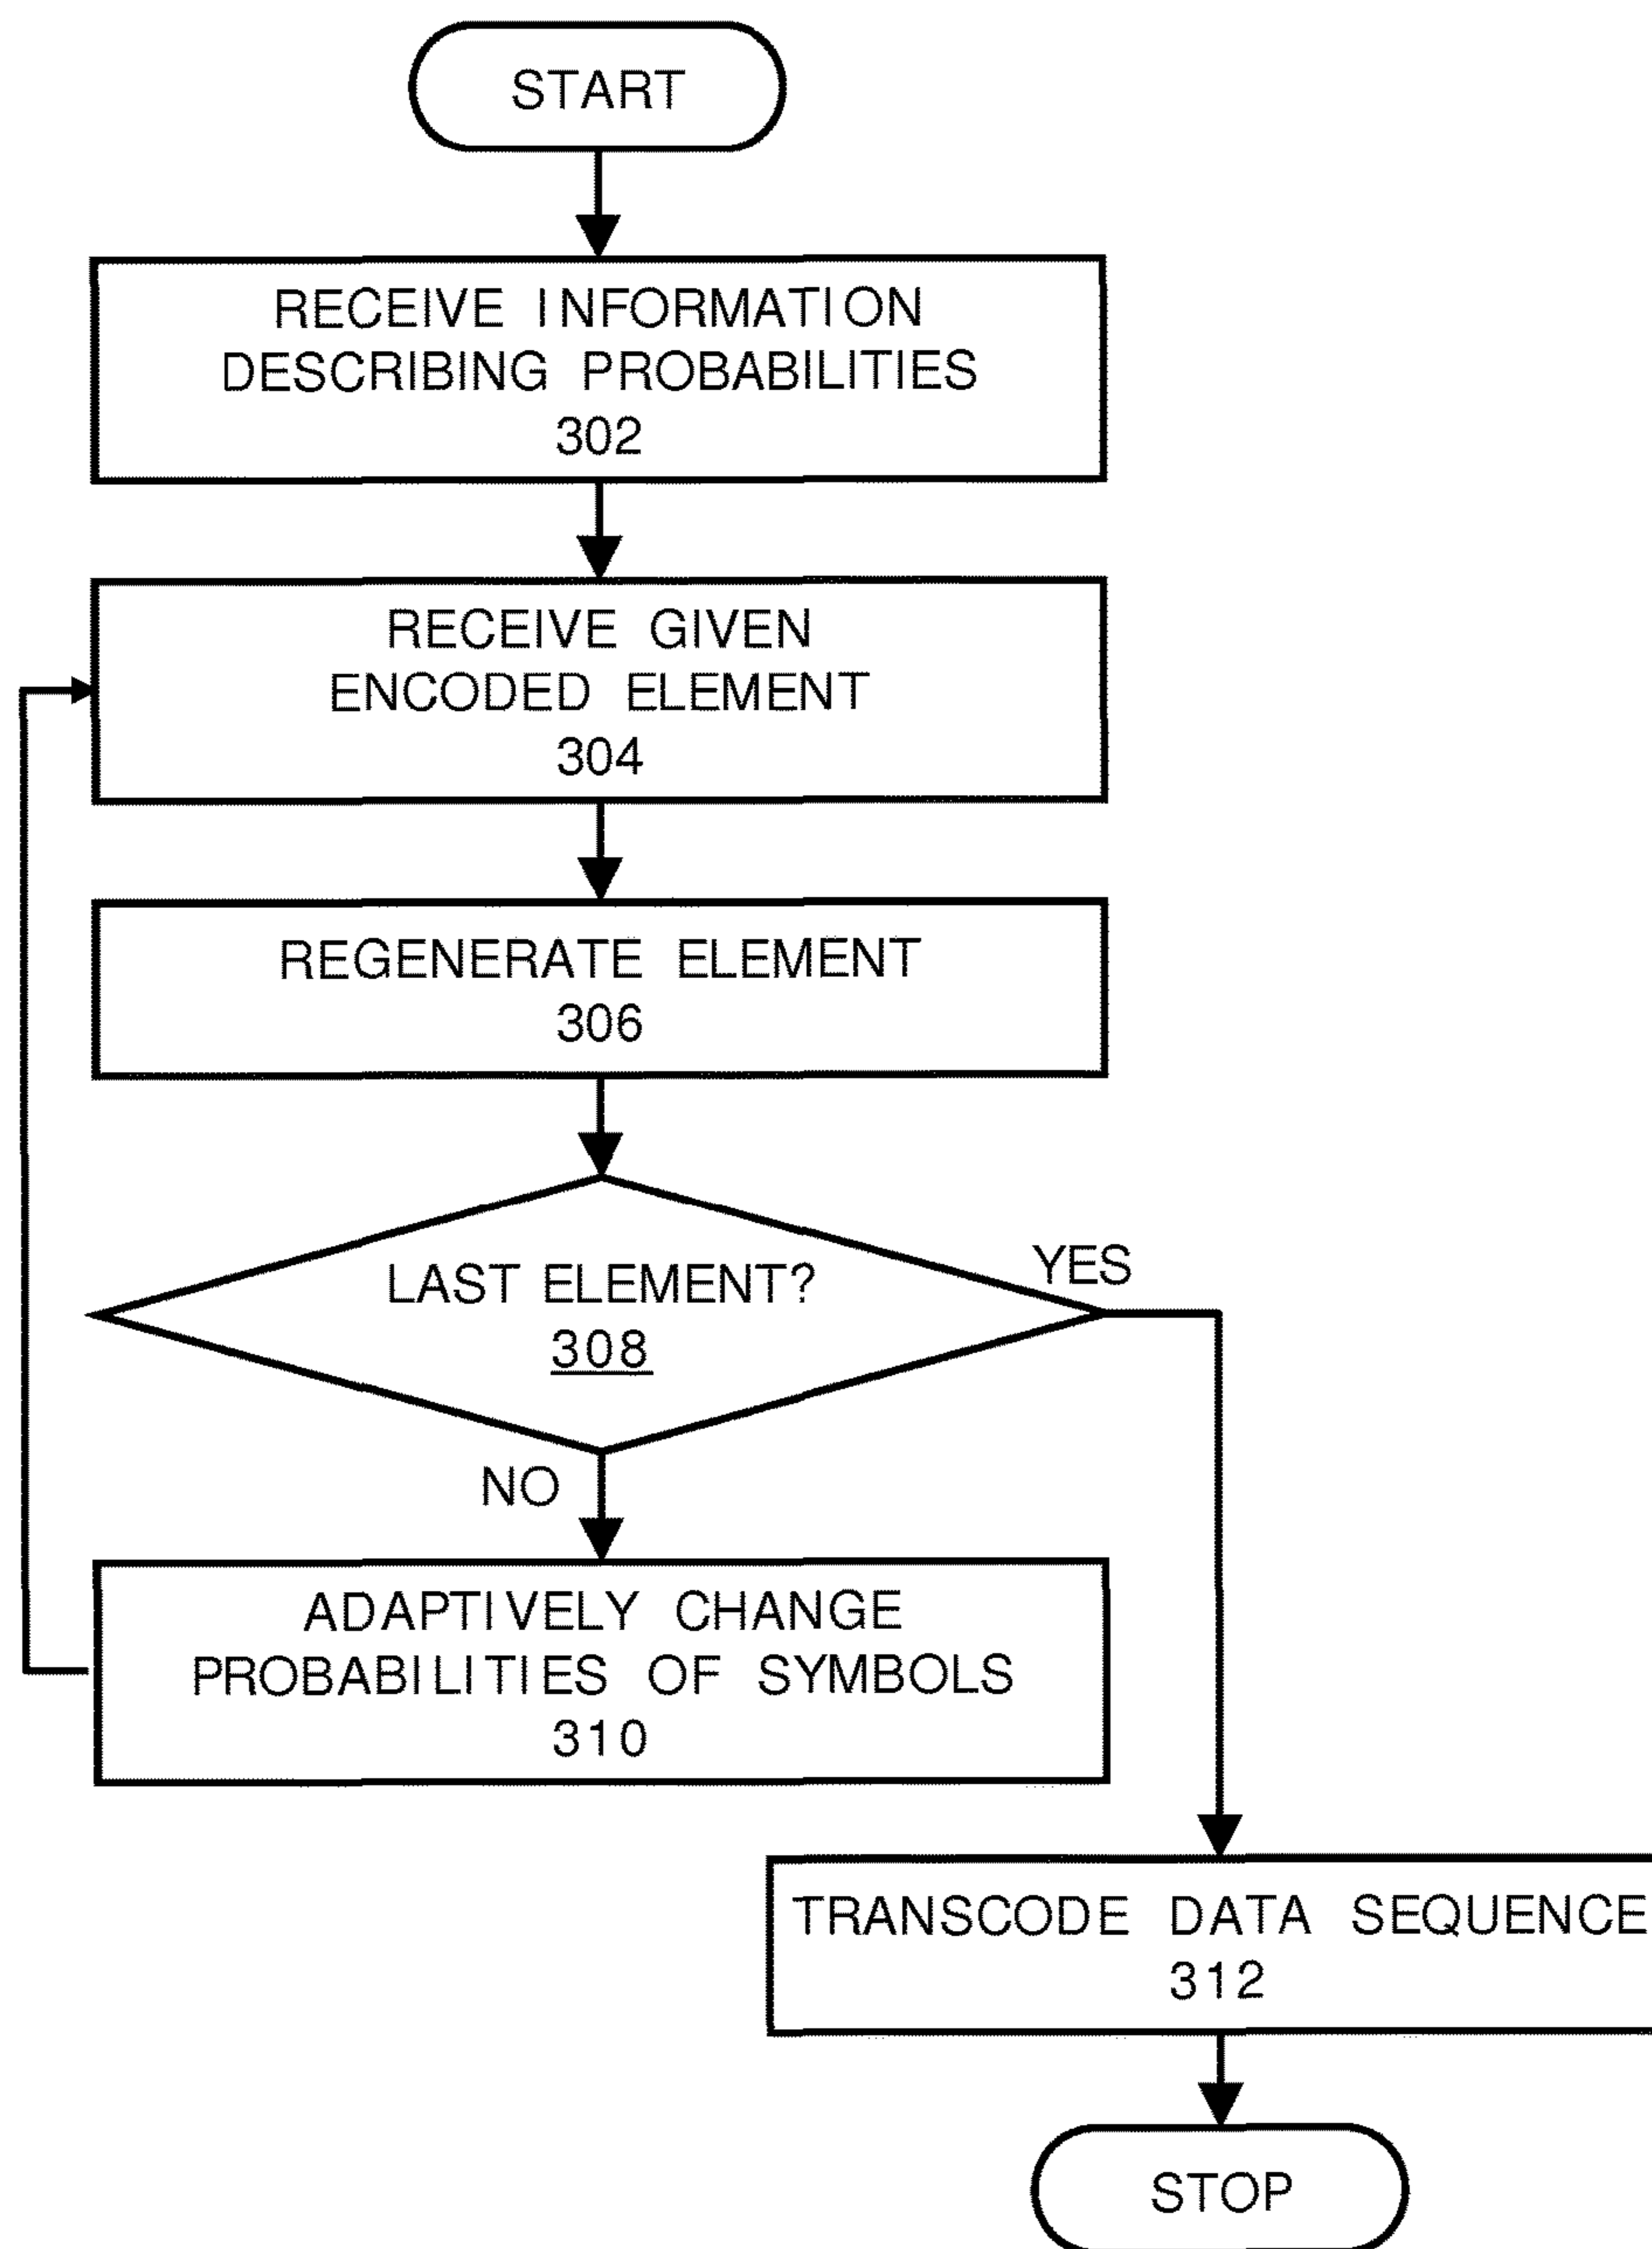 START
RECEIVE INFORMATION
DESCRIBING PROBABILITIES
302
RECEIVE GIVEN
ENCODED ELEMENT
304
REGENERATE ELEMENT
306
LAST ELEMENT?
308
YES
NO
ADAPTIVELY CHANGE
PROBABILITIES OF SYMBOLS
310
TRANSCODE DATA SEQUENCE
312
STOP